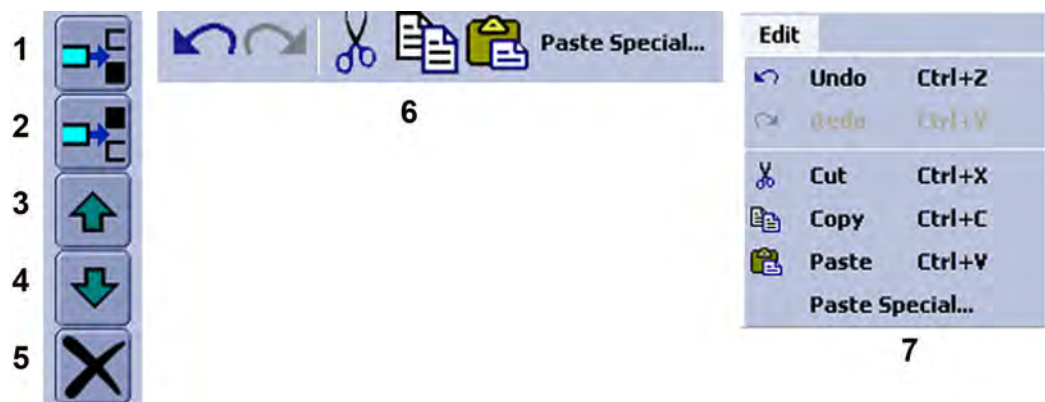 1
2
3
4
5
Paste Special...
6
Edit
Undo Ctrl+Z
Redo Ctrl+Y
Cut Ctrl+X
Copy Ctrl+C
Paste Ctrl+V
Paste Special...
7